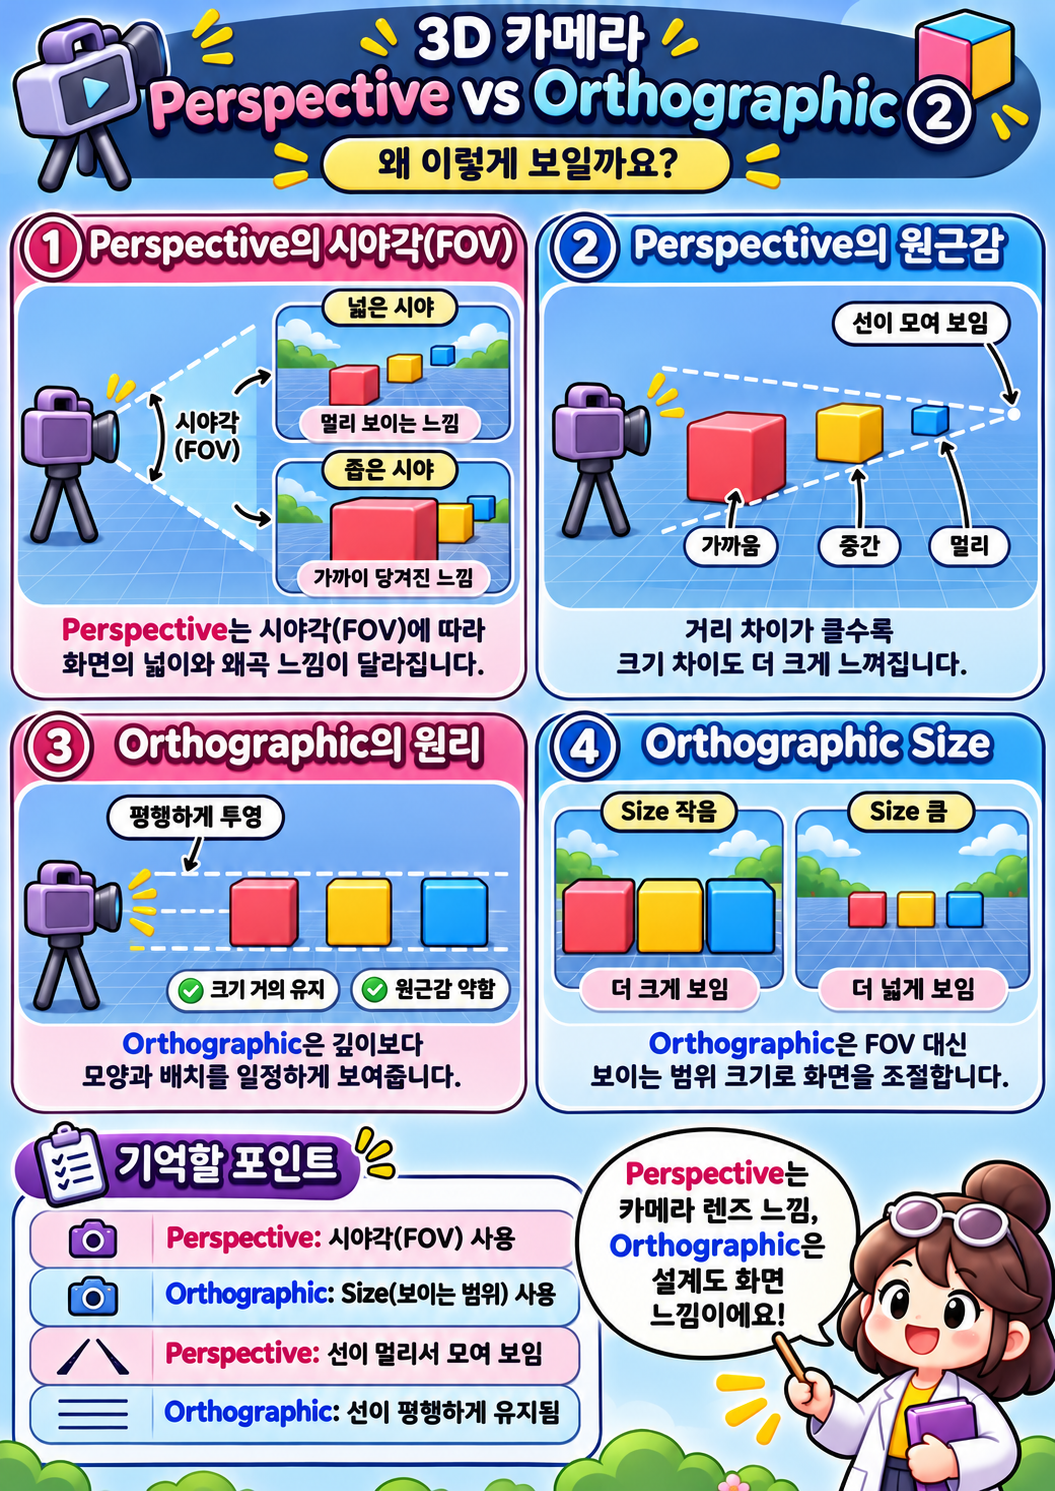 3D 카메라
Perspective vs Orthographic ②
왜 이렇게 보일까요?
1 Perspective의 시야각(FOV)
넓은 시야
시야각
(FOV)
멀리 보이는 느낌
좁은 시야
가까이 당겨진 느낌
Perspective는 시야각(FOV)에 따라
화면의 넓이와 왜곡 느낌이 달라집니다.
2 Perspective의 원근감
선이 모여 보임
가까움
중간
멀리
거리 차이가 클수록
크기 차이도 더 크게 느껴집니다.
3 Orthographic의 원리
평행하게 투영
크기 거의 유지
원근감 약함
Orthographic은 깊이보다
모양과 배치를 일정하게 보여줍니다.
4 Orthographic Size
Size 작음
Size 큼
더 크게 보임
더 넓게 보임
Orthographic은 FOV 대신
보이는 범위 크기로 화면을 조절합니다.
기억할 포인트
Perspective: 시야각(FOV) 사용
Orthographic: Size(보이는 범위) 사용
Perspective: 선이 멀리서 모여 보임
Orthographic: 선이 평행하게 유지됨
Perspective는
카메라 렌즈 느낌,
Orthographic은
설계도 화면
느낌이에요!